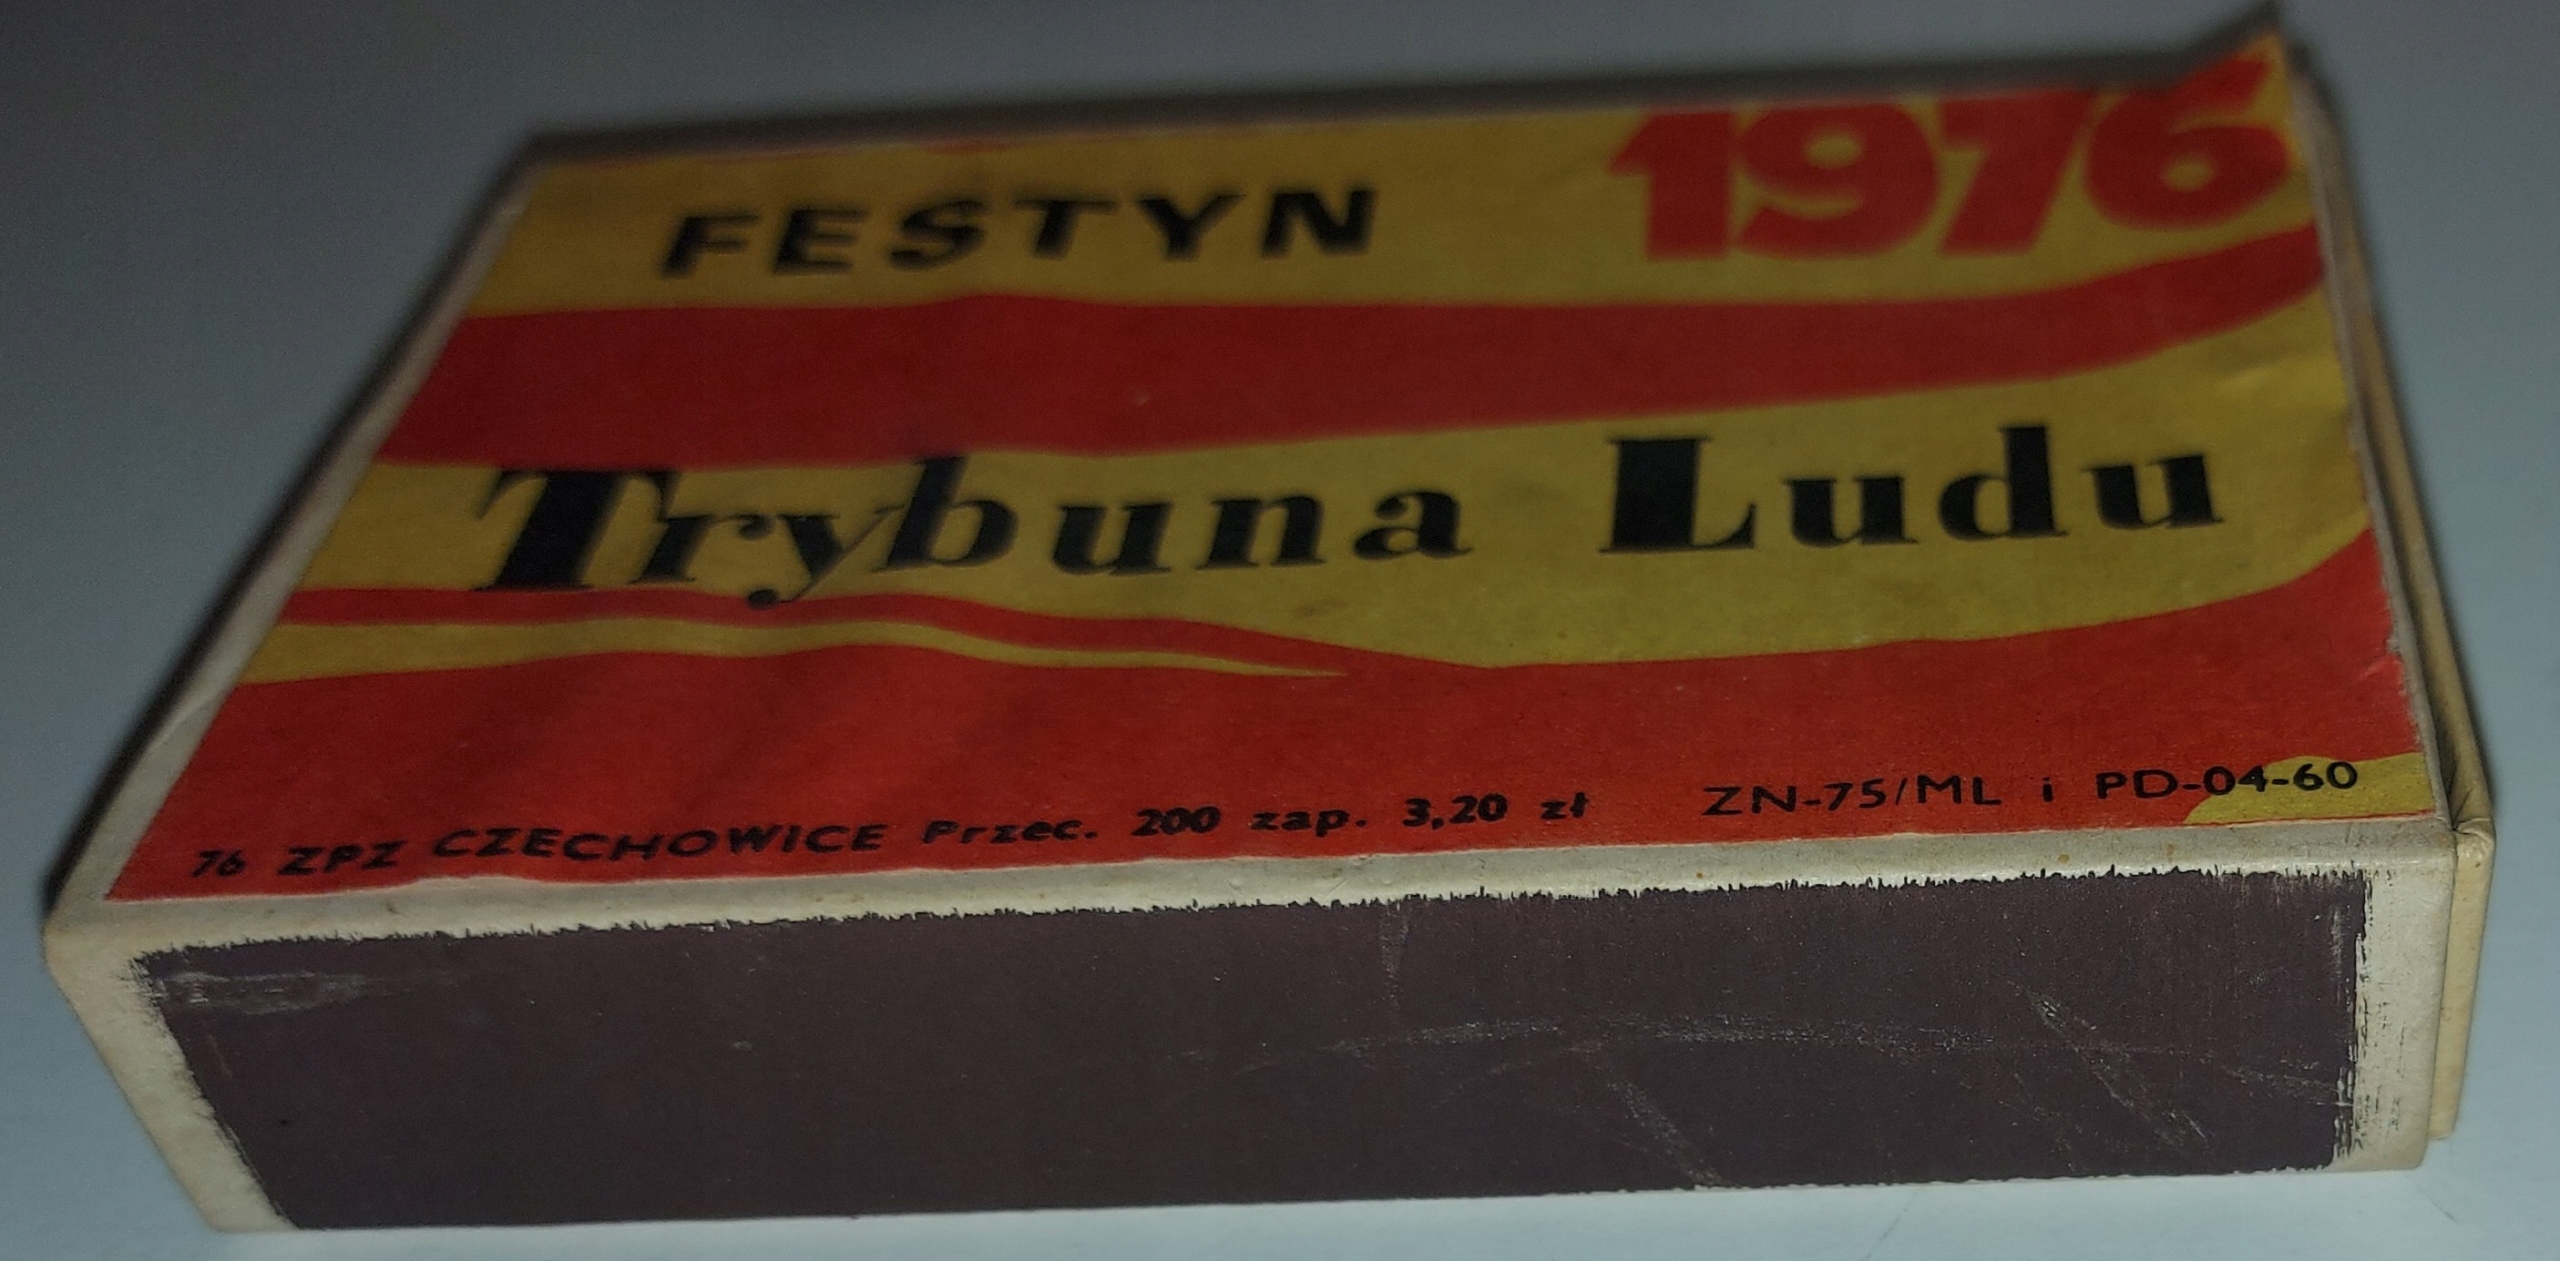 FESTYN 1976
Trybuna Ludu
76 ZPZ CZECHOWICE Przec. 200 zap. 3,20 zł ZN-75/ML i PD-04-60